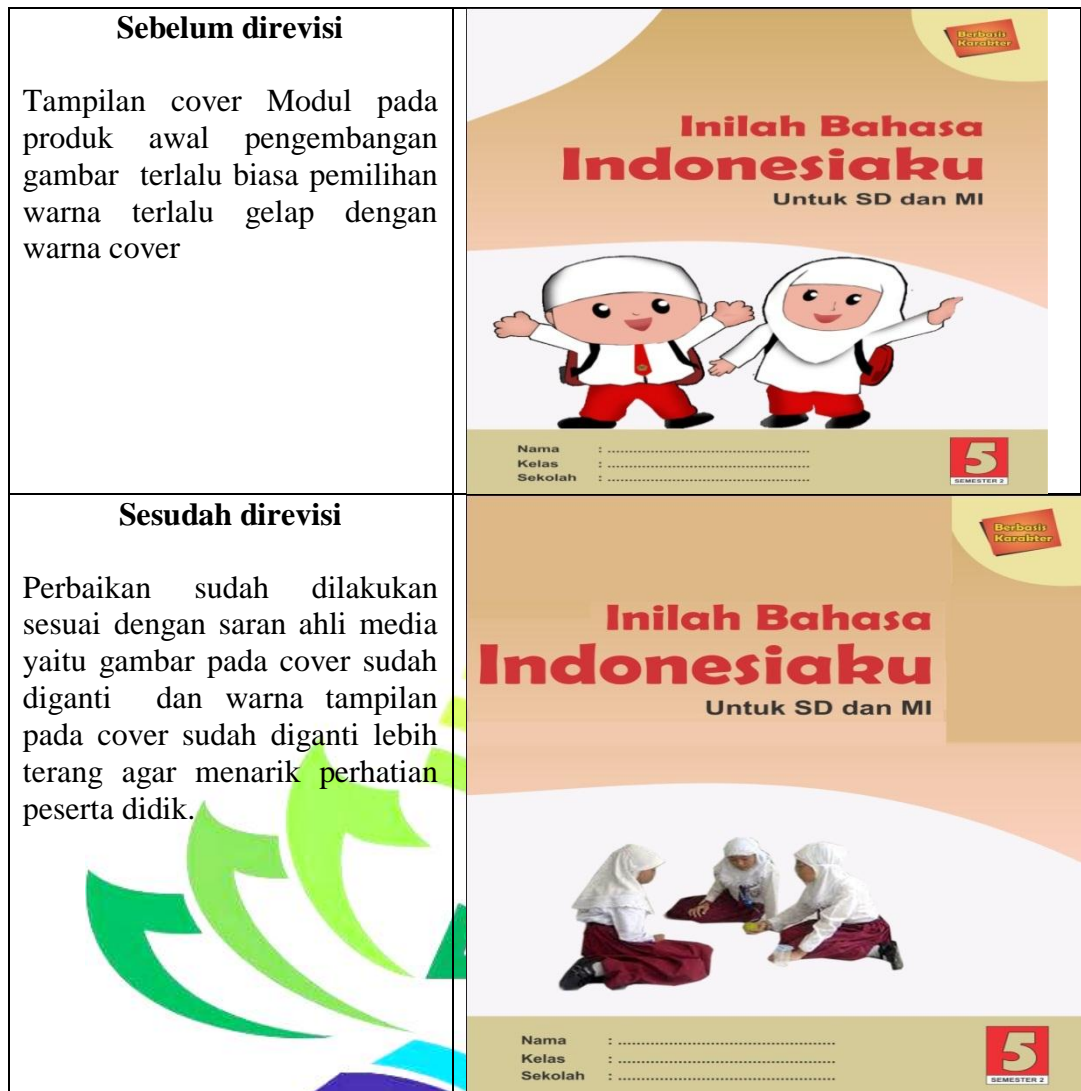 Sebelum direvisi
Tampilan cover Modul pada
produk awal pengembangan
gambar terlalu biasa pemilihan
warna terlalu gelap dengan
warna cover
Berbasis
Karakter
Inilah Bahasa
Indonesiaku
Untuk SD dan MI
Nama : ................................................
Kelas : ................................................
Sekolah : ................................................
5
SEMESTER 2
Sesudah direvisi
Perbaikan sudah dilakukan
sesuai dengan saran ahli media
yaitu gambar pada cover sudah
diganti dan warna tampilan
pada cover sudah diganti lebih
terang agar menarik perhatian
peserta didik.
Berbasis
Karakter
Inilah Bahasa
Indonesiaku
Untuk SD dan MI
Nama : ................................................
Kelas : ................................................
Sekolah : ................................................
5
SEMESTER 2